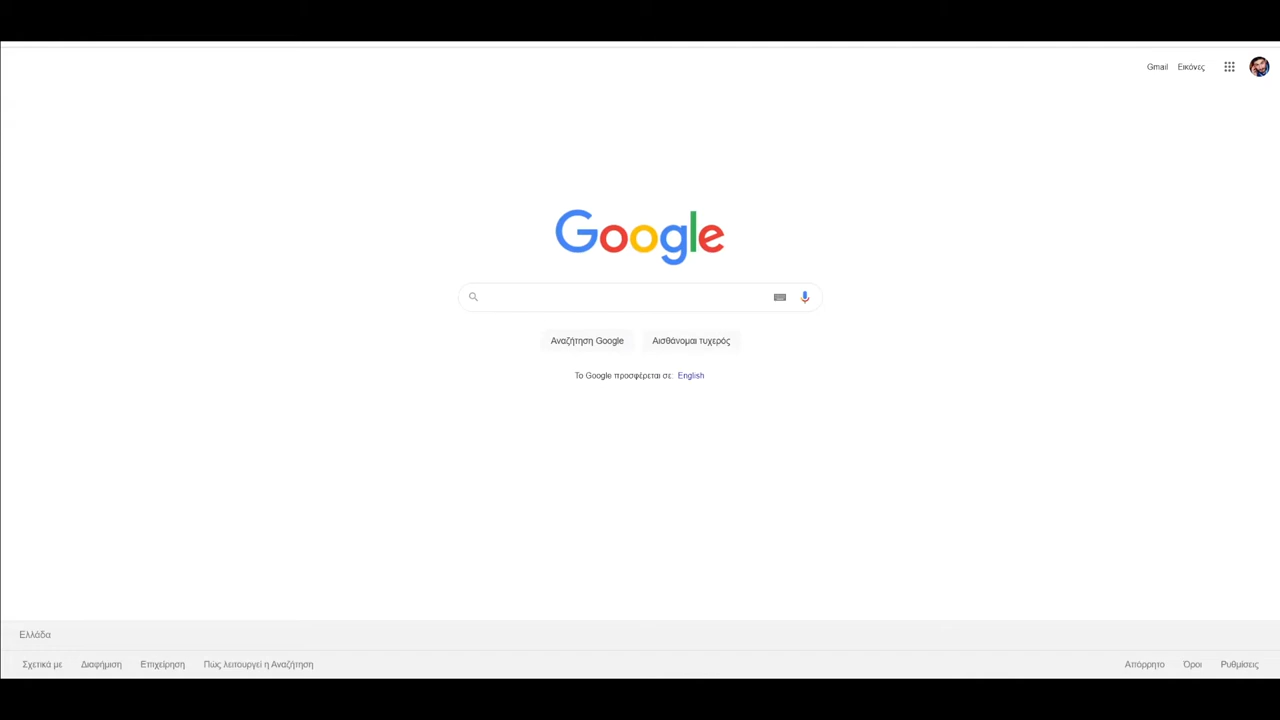 Gmail Εικόνες
Google
Αναζήτηση Google Αισθάνομαι τυχερός
Το Google προσφέρεται σε: English
Ελλάδα
Σχετικά με Διαφήμιση Επιχείρηση Πώς λειτουργεί η Αναζήτηση Απόρρητο Όροι Ρυθμίσεις